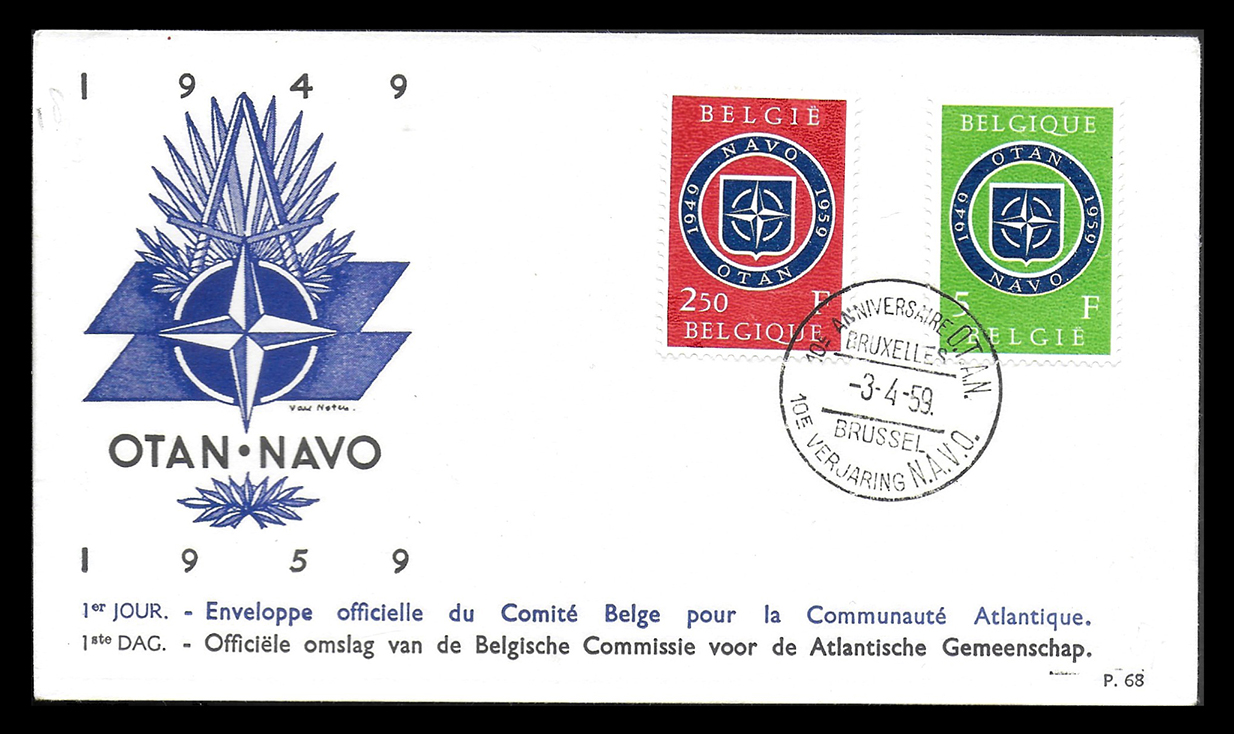 1 9 4 9
OTAN•NAVO
1 9 5 9
BELGIË
NAVO
1949
1959
OTAN
250 F
BELGIQUE
BELGIQUE
OTAN
1949
1959
NAVO
5 F
BELGIË
10E ANNIVERSAIRE O.T.A.N.
BRUXELLES
-3-4-59.
BRUSSEL
10E VERJARING N.A.V.O.
1er JOUR. - Enveloppe officielle du Comité Belge pour la Communauté Atlantique.
1ste DAG. - Officiële omslag van de Belgische Commissie voor de Atlantische Gemeenschap.
P. 68